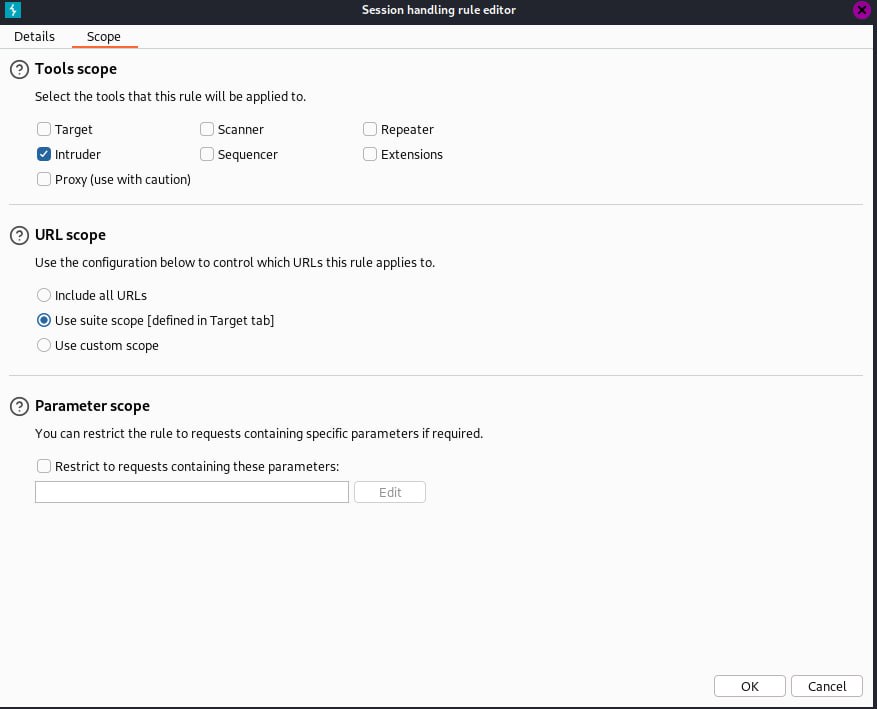 Session handling rule editor
Details Scope
Tools scope
Select the tools that this rule will be applied to.
Target Scanner Repeater
Intruder Sequencer Extensions
Proxy (use with caution)
URL scope
Use the configuration below to control which URLs this rule applies to.
Include all URLs
Use suite scope [defined in Target tab]
Use custom scope
Parameter scope
You can restrict the rule to requests containing specific parameters if required.
Restrict to requests containing these parameters:
Edit
OK Cancel